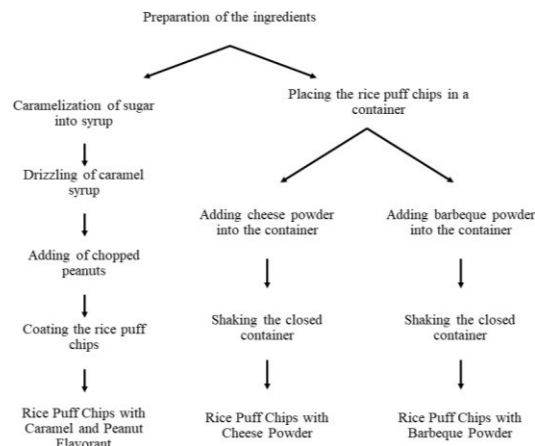 Preparation of the ingredients
Caramelization of sugar
into syrup
Drizzling of caramel
syrup
Adding of chopped
peanuts
Coating the rice puff
chips
Rice Puff Chips with
Caramel and Peanut
Flavorant
Placing the rice puff chips in a
container
Adding cheese powder
into the container
Shaking the closed
container
Rice Puff Chips with
Cheese Powder
Adding barbeque powder
into the container
Shaking the closed
container
Rice Puff Chips with
Barbeque Powder